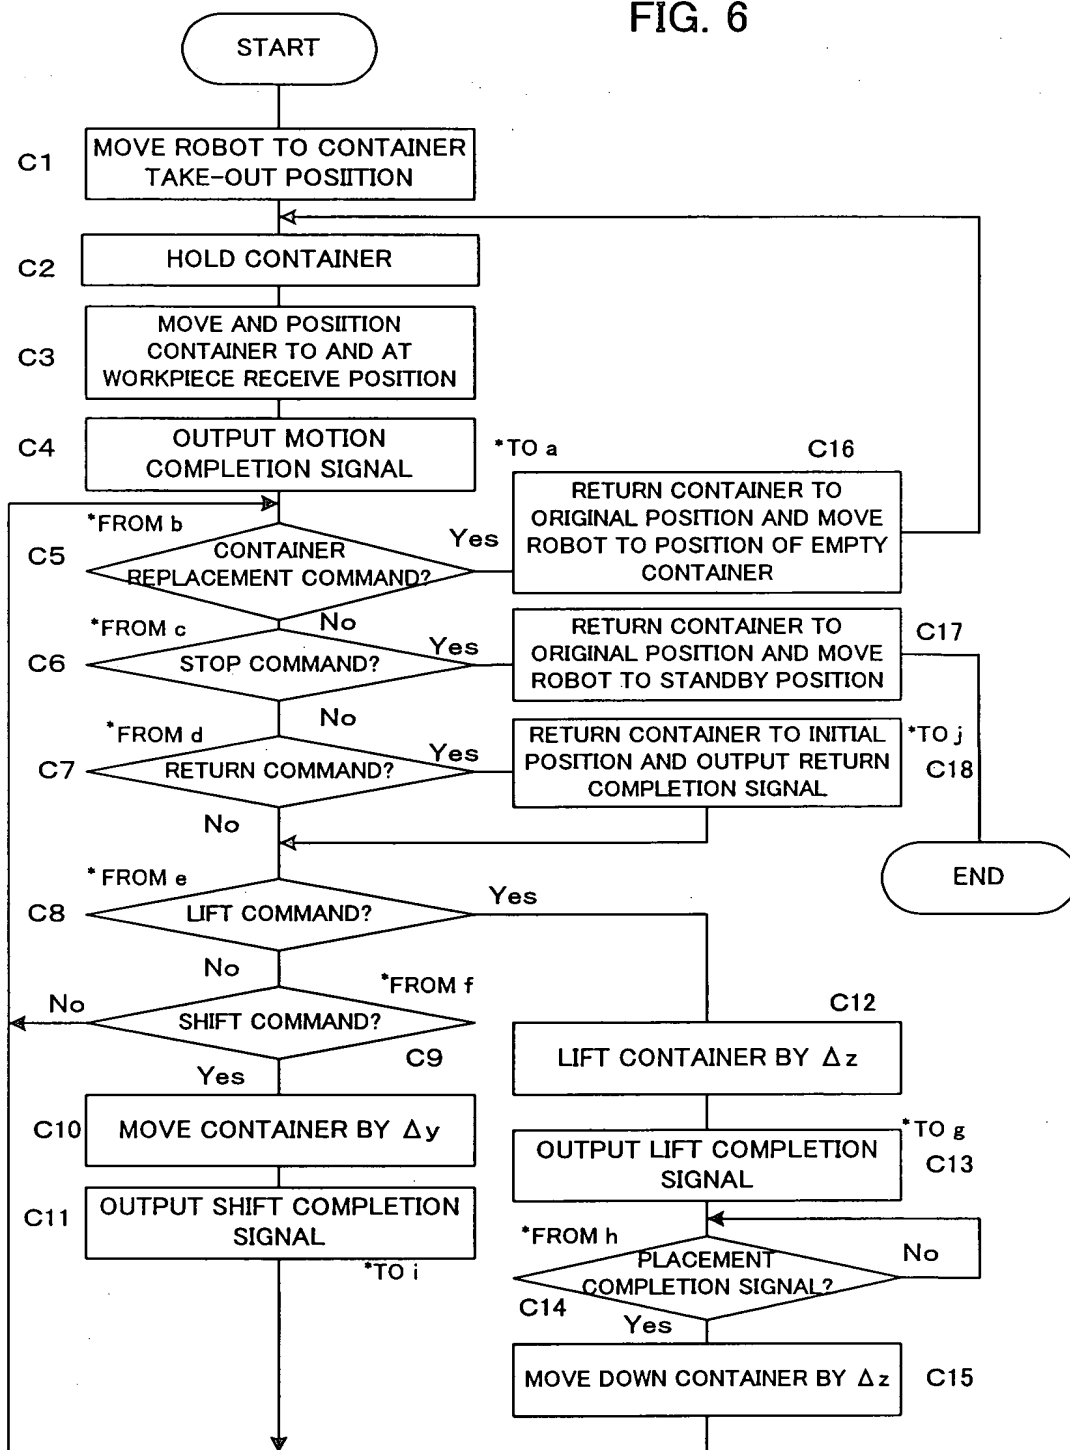 FIG. 6
START
C1
MOVE ROBOT TO CONTAINER
TAKE-OUT POSIITION
C2
HOLD CONTAINER
C3
MOVE AND POSIITION
CONTAINER TO AND AT
WORKPIECE RECEIVE POSITION
C4
OUTPUT MOTION
COMPLETION SIGNAL
*TO a
C16
RETURN CONTAINER TO
ORIGINAL POSITION AND MOVE
ROBOT TO POSITION OF EMPTY
CONTAINER
*FROM b
C5
CONTAINER
REPLACEMENT COMMAND?
Yes
No
*FROM c
C6
STOP COMMAND?
Yes
RETURN CONTAINER TO
ORIGINAL POSITION AND MOVE
ROBOT TO STANDBY POSITION
C17
No
*FROM d
C7
RETURN COMMAND?
Yes
RETURN CONTAINER TO INITIAL
POSITION AND OUTPUT RETURN
COMPLETION SIGNAL
*TO j
C18
No
END
* FROM e
C8
LIFT COMMAND?
Yes
No
*FROM f
No
SHIFT COMMAND?
C9
Yes
C12
LIFT CONTAINER BY Δz
C10
MOVE CONTAINER BY Δy
OUTPUT LIFT COMPLETION
SIGNAL
*TO g
C13
C11
OUTPUT SHIFT COMPLETION
SIGNAL
*TO i
*FROM h
PLACEMENT
COMPLETION SIGNAL?
No
C14
Yes
MOVE DOWN CONTAINER BY Δz
C15